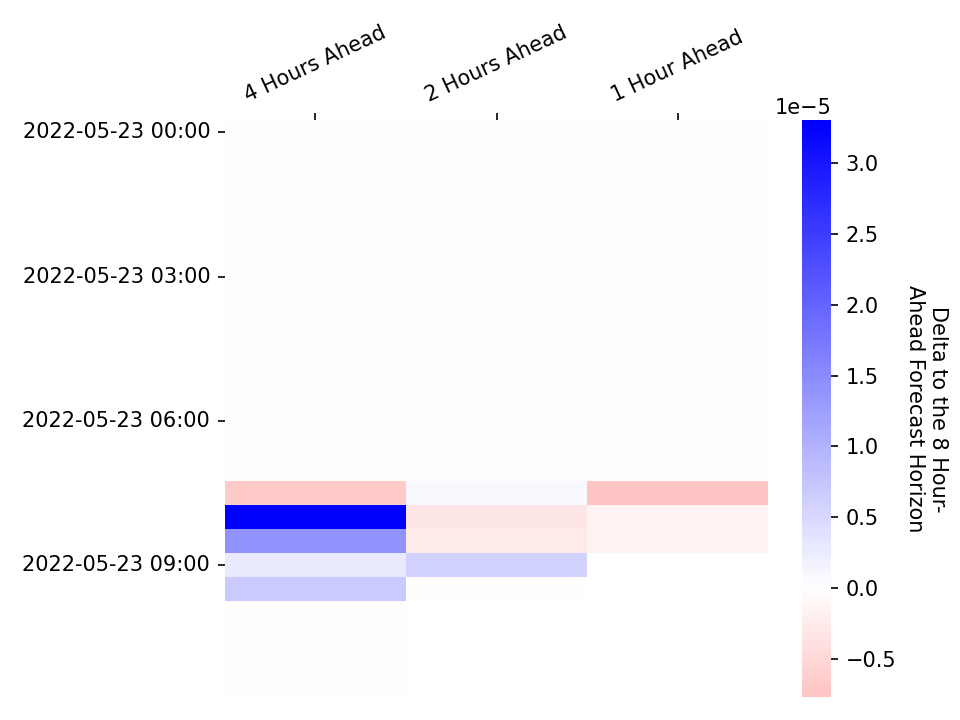 4 Hours Ahead
2 Hours Ahead
1 Hour Ahead
1e−5
2022-05-23 00:00
2022-05-23 03:00
2022-05-23 06:00
2022-05-23 09:00
3.0
2.5
2.0
1.5
1.0
0.5
0.0
−0.5
Delta to the 8 Hour-
Ahead Forecast Horizon